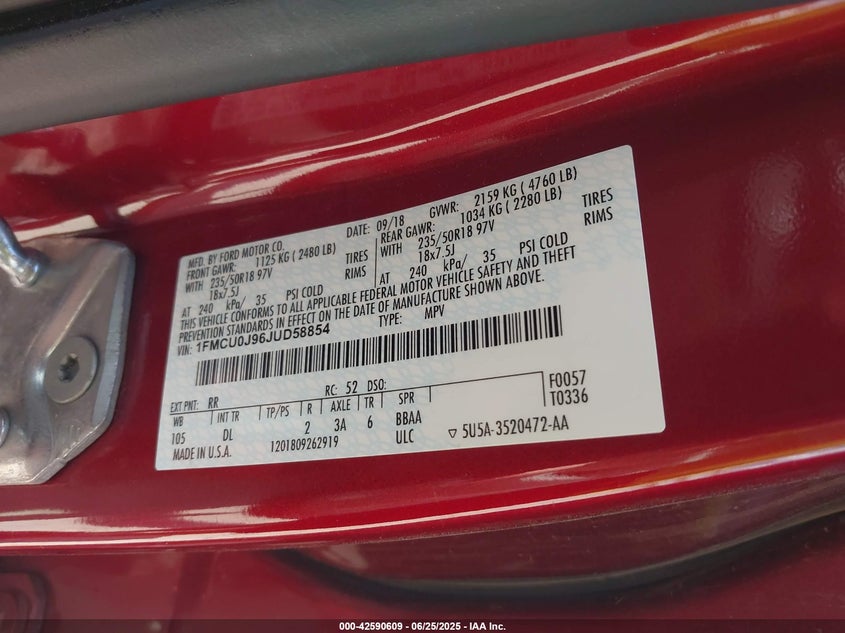 MFD. BY FORD MOTOR CO.
DATE: 09/18 GVWR: 2159 KG ( 4760 LB)
FRONT GAWR: 1125 KG ( 2480 LB)
REAR GAWR: 1034 KG ( 2280 LB)
WITH 235/50R18 97V TIRES
WITH 235/50R18 97V TIRES
18x7.5J RIMS
18x7.5J RIMS
AT 240 kPa/ 35 PSI COLD
AT 240 kPa/ 35 PSI COLD
THIS VEHICLE CONFORMS TO ALL APPLICABLE FEDERAL MOTOR VEHICLE SAFETY AND THEFT
PREVENTION STANDARDS IN EFFECT ON THE DATE OF MANUFACTURE SHOWN ABOVE.
VIN: 1FMCU0J96JUD58854 TYPE: MPV
EXT PNT: RR RC: 52 DSO: F0057
WB INT TR TP/PS R AXLE TR SPR T0336
105 DL 2 3A 6 BBAA
MADE IN U.S.A. 1201809262919 ULC ▽ 5U5A-3520472-AA
000-42590609 - 06/25/2025 - IAA Inc.